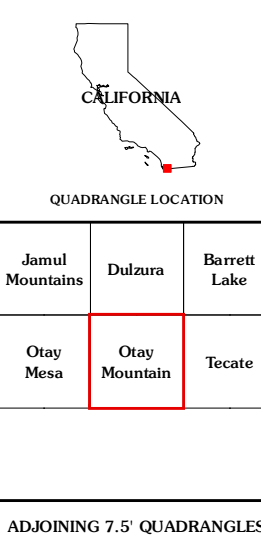 CALIFORNIA
QUADRANGLE LOCATION
Jamul
Mountains
Dulzura
Barrett
Lake
Otay
Mesa
Otay
Mountain
Tecate
ADJOINING 7.5' QUADRANGLES